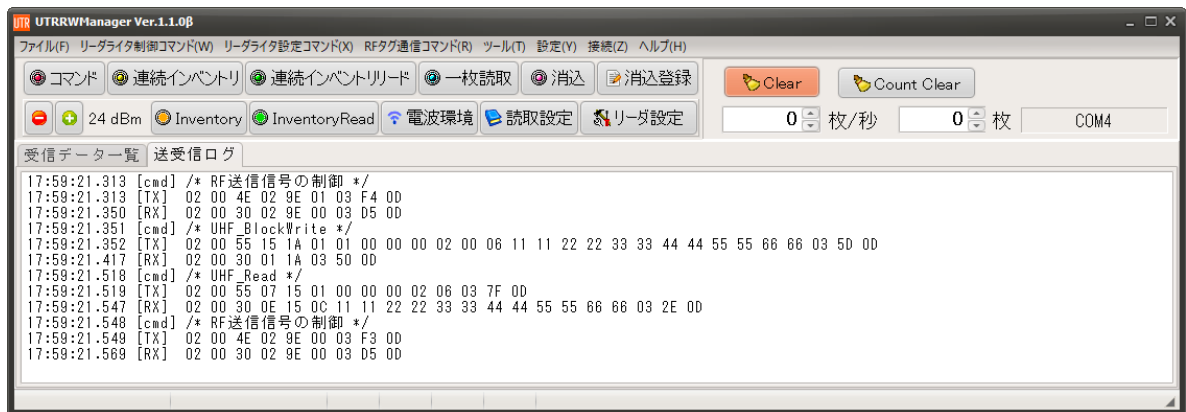 UTR UTRRWManager Ver.1.1.0β
ファイル(F) リーダライタ制御コマンド(W) リーダライタ設定コマンド(X) RFタグ通信コマンド(R) ツール(T) 設定(Y) 接続(Z) ヘルプ(H)
コマンド 連続インベントリ 連続インベントリリード 一枚読取 消込 消込登録 Clear Count Clear
24 dBm Inventory InventoryRead 電波環境 読取設定 リーダ設定 0 枚/秒 0 枚 COM4
受信データ一覧 送受信ログ
17:59:21.313 [cmd] /* RF送信信号の制御 */
17:59:21.313 [TX] 02 00 4E 02 9E 01 03 F4 0D
17:59:21.350 [RX] 02 00 30 02 9E 00 03 D5 0D
17:59:21.351 [cmd] /* UHF_BlockWrite */
17:59:21.352 [TX] 02 00 55 15 1A 01 01 00 00 00 02 00 06 11 11 22 22 33 33 44 44 55 55 66 66 03 5D 0D
17:59:21.417 [RX] 02 00 30 01 1A 03 50 0D
17:59:21.518 [cmd] /* UHF_Read */
17:59:21.519 [TX] 02 00 55 07 15 01 00 00 00 02 06 03 7F 0D
17:59:21.547 [RX] 02 00 30 0E 15 0C 11 11 22 22 33 33 44 44 55 55 66 66 03 2E 0D
17:59:21.548 [cmd] /* RF送信信号の制御 */
17:59:21.549 [TX] 02 00 4E 02 9E 00 03 F3 0D
17:59:21.569 [RX] 02 00 30 02 9E 00 03 D5 0D